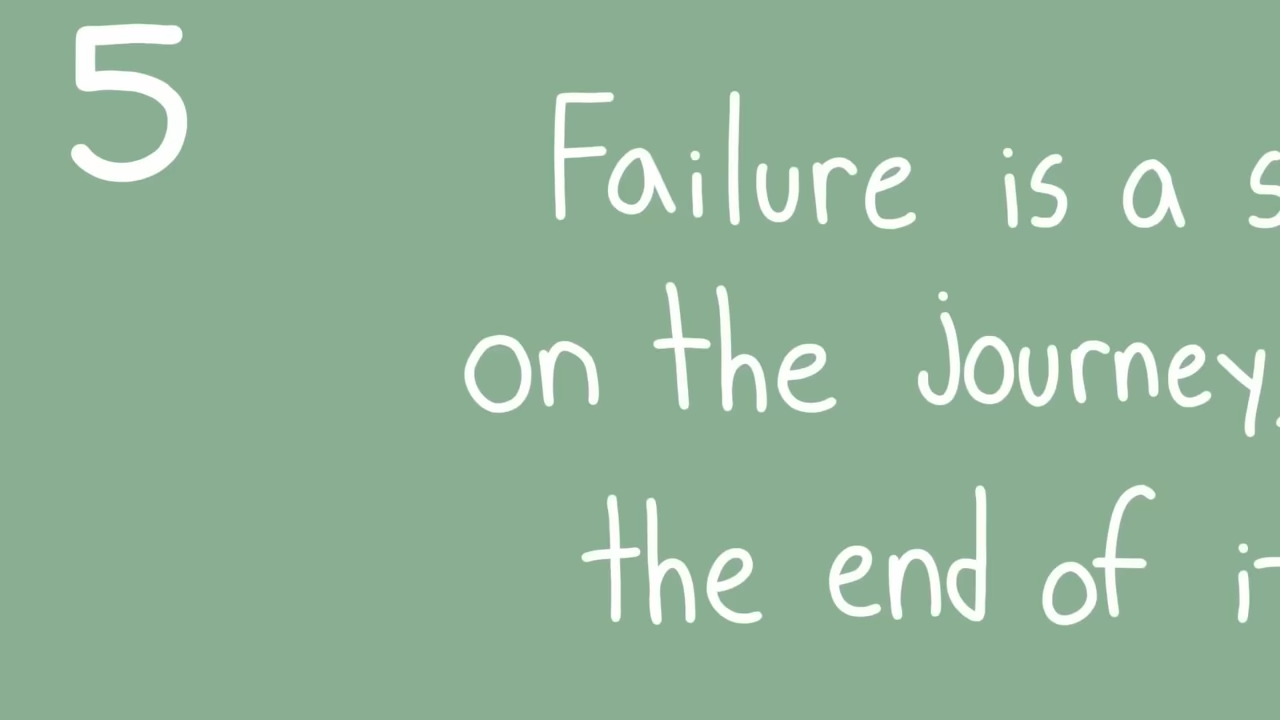 5
Failure is a
on the journey
the end of